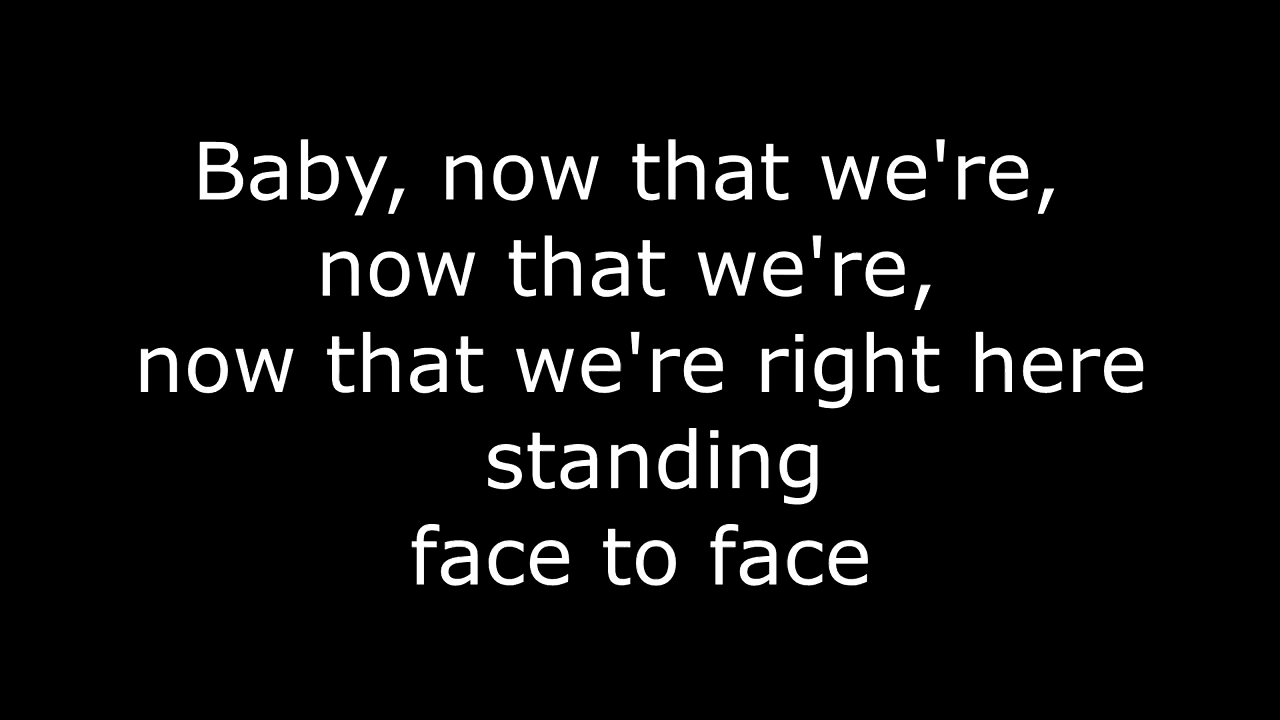 Baby, now that we're,
now that we're,
now that we're right here
standing
face to face